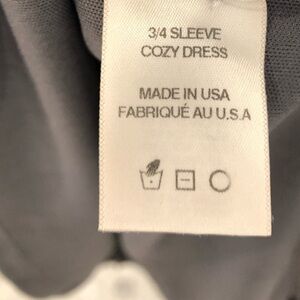 3/4 SLEEVE
COZY DRESS
MADE IN USA
FABRIQUÉ AU U.S.A